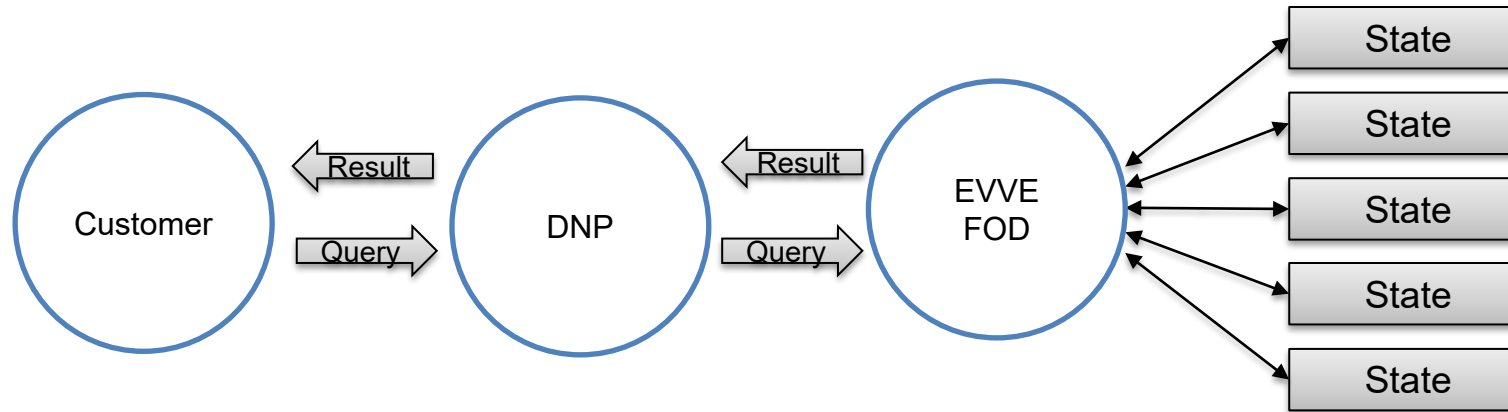 Customer
Result
Query
DNP
Result
Query
EVVE
FOD
State
State
State
State
State